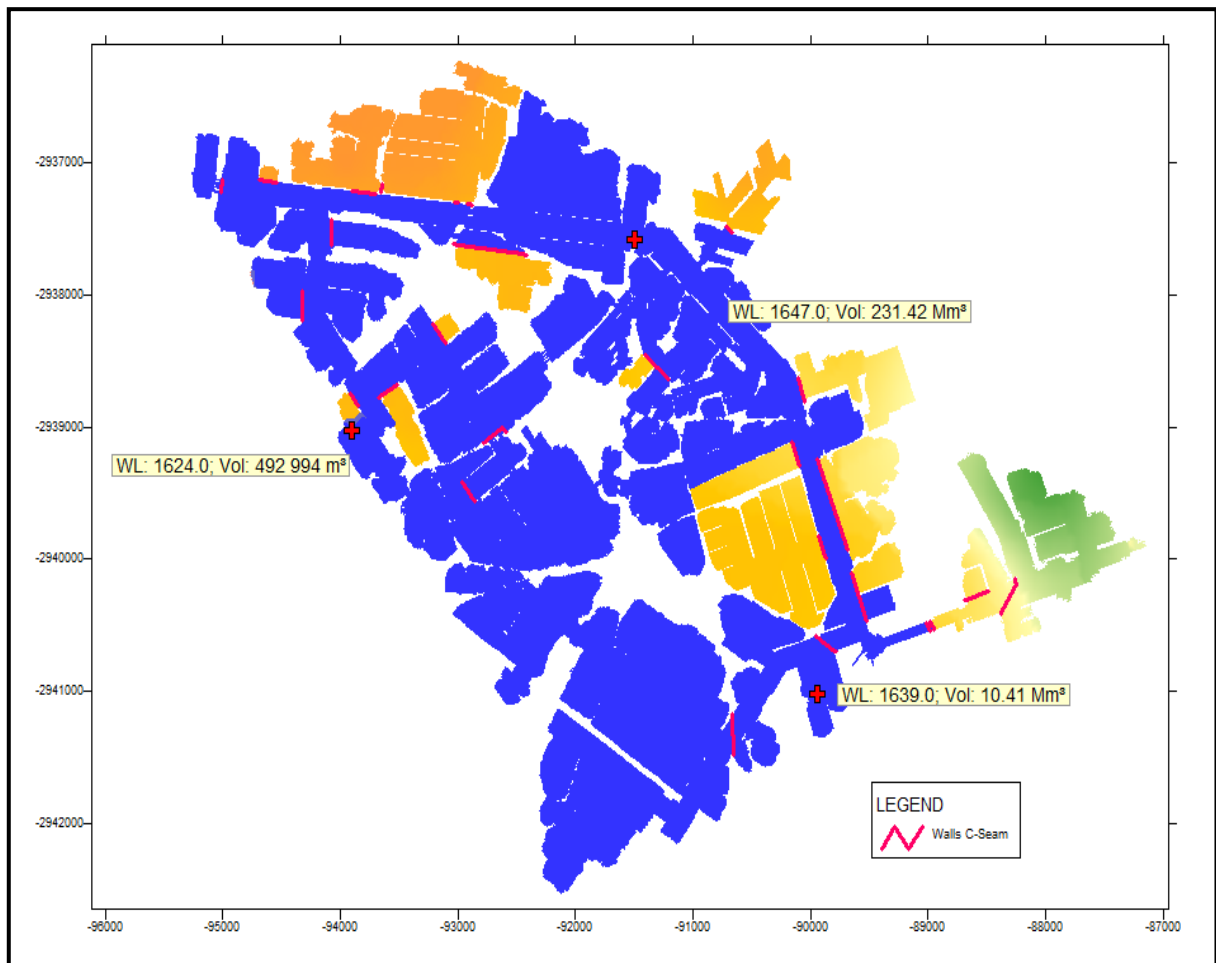 -2937000
-2938000
WL: 1647.0; Vol: 231.42 Mm³
-2939000
WL: 1624.0; Vol: 492 994 m³
-2940000
-2941000
WL: 1639.0; Vol: 10.41 Mm³
LEGEND
Walls C-Seam
-2942000
-96000 -95000 -94000 -93000 -92000 -91000 -90000 -89000 -88000 -87000